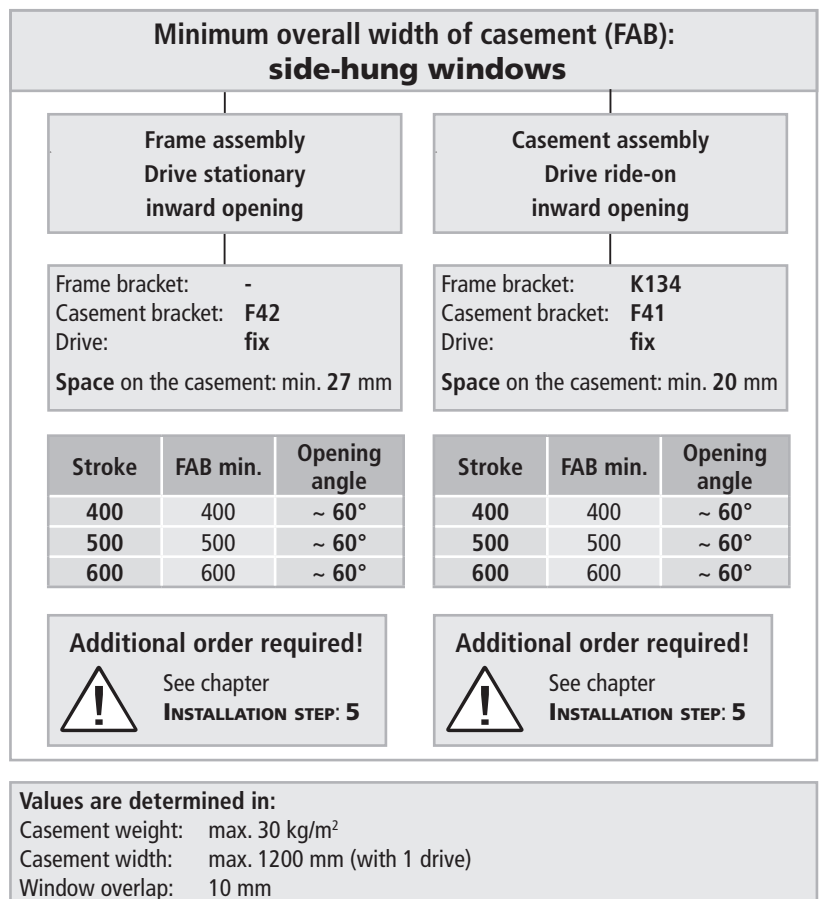 Minimum overall width of casement (FAB):
side-hung windows
Frame assembly
Drive stationary
inward opening
Frame bracket: -
Casement bracket: F42
Drive: fix
Space on the casement: min. 27 mm
Stroke FAB min. Opening angle
400 400 ~ 60°
500 500 ~ 60°
600 600 ~ 60°
Additional order required!
See chapter
INSTALLATION STEP: 5
Casement assembly
Drive ride-on
inward opening
Frame bracket: K134
Casement bracket: F41
Drive: fix
Space on the casement: min. 20 mm
Stroke FAB min. Opening angle
400 400 ~ 60°
500 500 ~ 60°
600 600 ~ 60°
Additional order required!
See chapter
INSTALLATION STEP: 5
Values are determined in:
Casement weight: max. 30 kg/m²
Casement width: max. 1200 mm (with 1 drive)
Window overlap: 10 mm